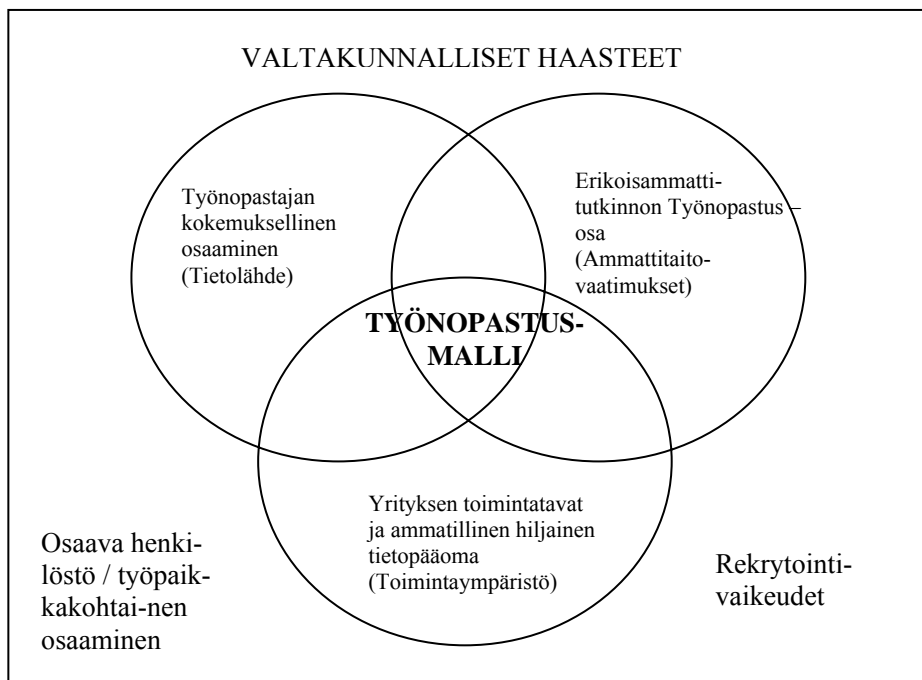 VALTAKUNNALLISET HAASTEET
Työnopastajan
kokemuksellinen
osaaminen
(Tietolähde)
Erikoisammatti-
tutkinnon Työnopastus –
osa
(Ammattitaito-
vaatimukset)
TYÖNOPASTUS-
MALLI
Yrityksen toimintatavat
ja ammatillinen hiljainen
tietopääoma
(Toimintaympäristö)
Osaava henki-
löstö / työpaik-
kakohtai-nen
osaaminen
Rekrytointi-
vaikeudet